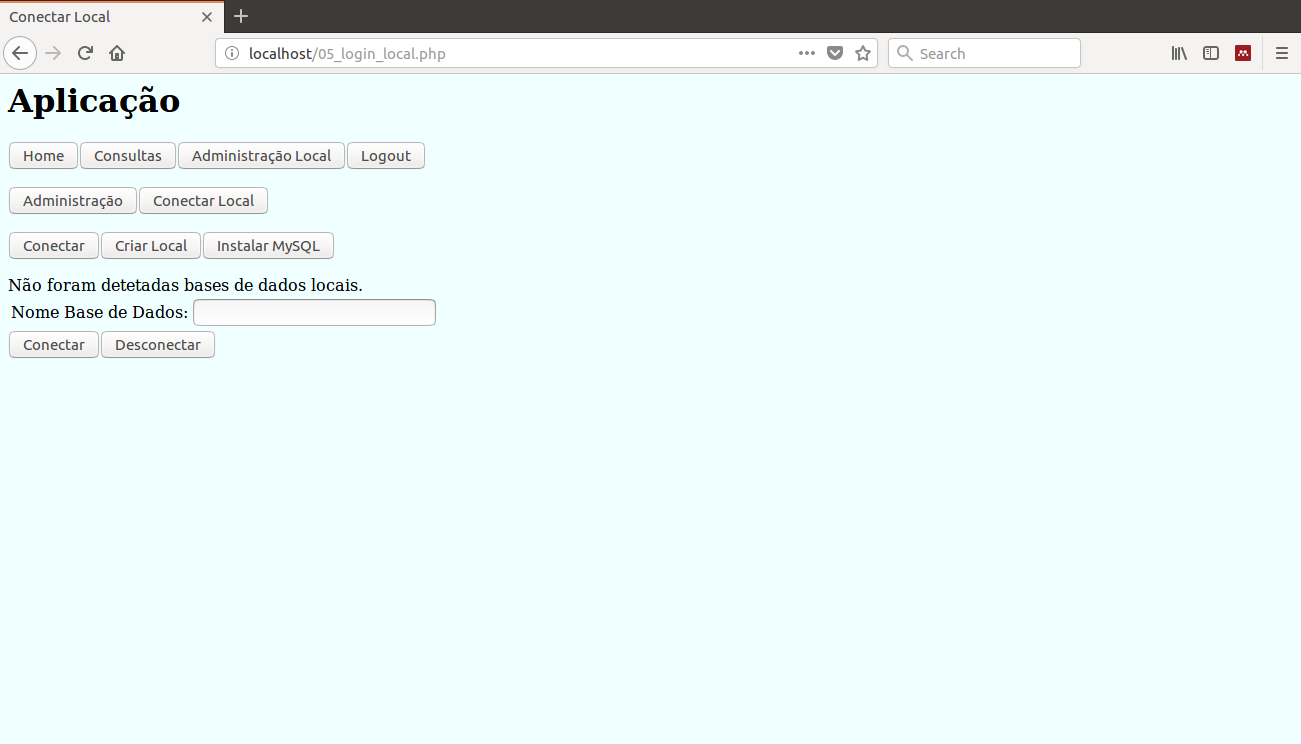 Conectar Local
localhost/05_login_local.php
Search
Aplicação
Home Consultas Administração Local Logout
Administração Conectar Local
Conectar Criar Local Instalar MySQL
Não foram detetadas bases de dados locais.
Nome Base de Dados:
Conectar Desconectar